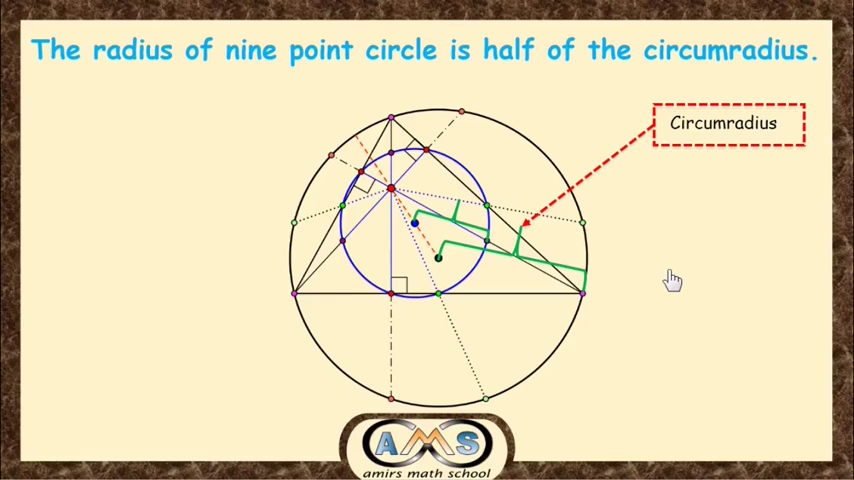 The radius of nine point circle is half of the circumradius.
Circumradius
AMS
amirs math school